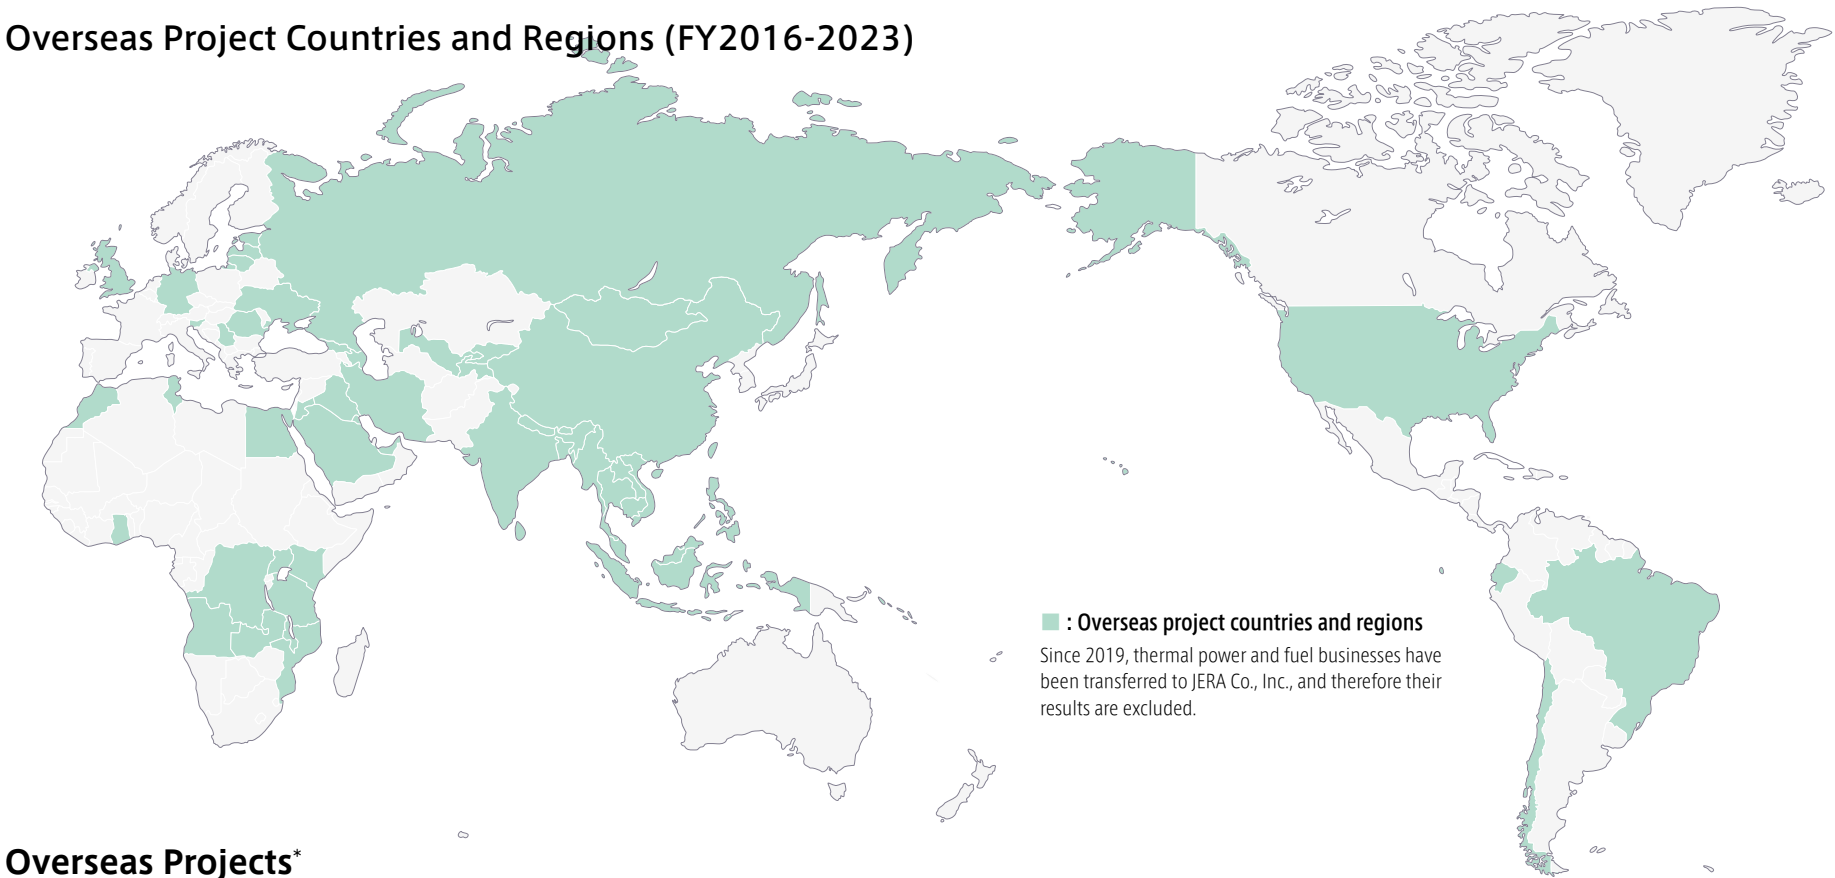 Overseas Project Countries and Regions (FY2016-2023)
: Overseas project countries and regions
Since 2019, thermal power and fuel businesses have
been transferred to JERA Co., Inc., and therefore their
results are excluded.
Overseas Projects*